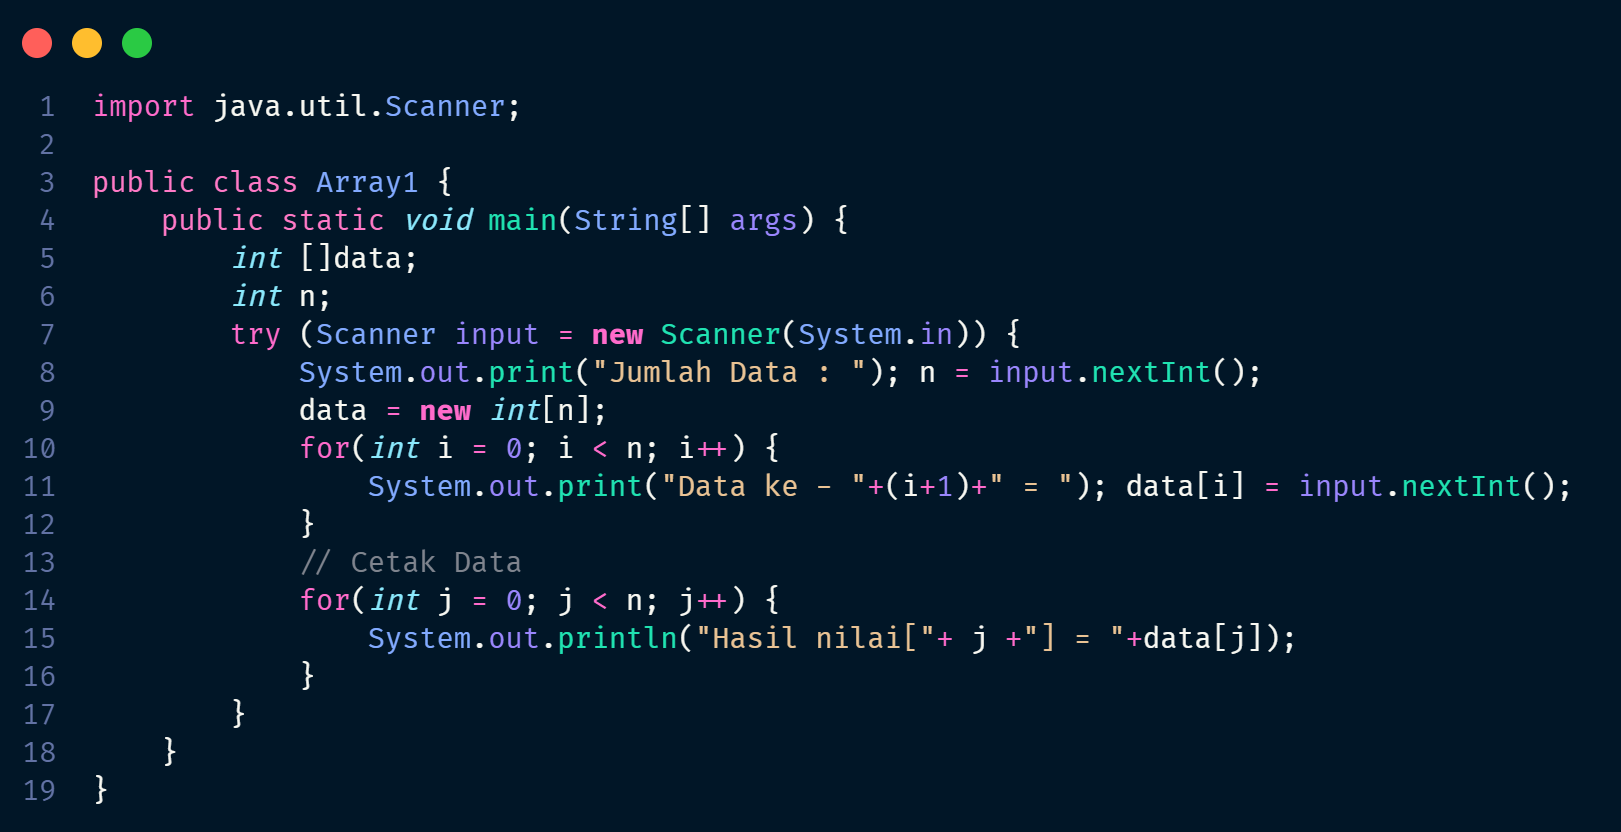 1 import java.util.Scanner;
2
3 public class Array1 {
4     public static void main(String[] args) {
5         int []data;
6         int n;
7         try (Scanner input = new Scanner(System.in)) {
8             System.out.print("Jumlah Data : "); n = input.nextInt();
9             data = new int[n];
10             for(int i = 0; i < n; i++) {
11                 System.out.print("Data ke - "+(i+1)+" = "); data[i] = input.nextInt();
12             }
13             // Cetak Data
14             for(int j = 0; j < n; j++) {
15                 System.out.println("Hasil nilai["+ j +"] = "+data[j]);
16             }
17         }
18     }
19 }